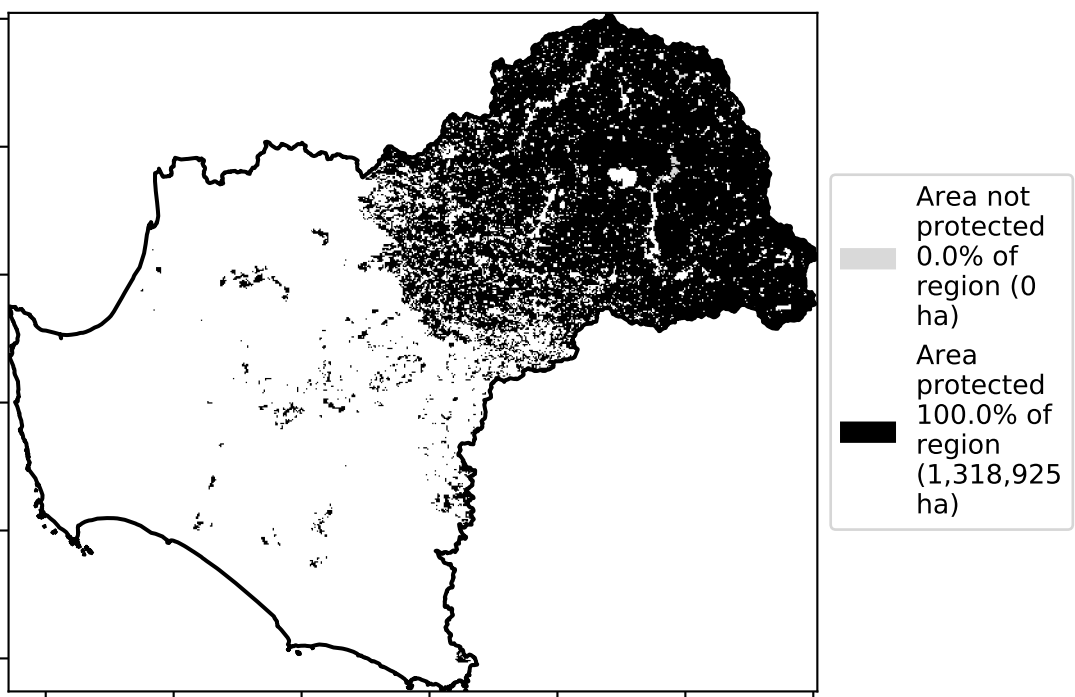 Area not
protected
0.0% of
region (0
ha)
Area
protected
100.0% of
region
(1,318,925
ha)